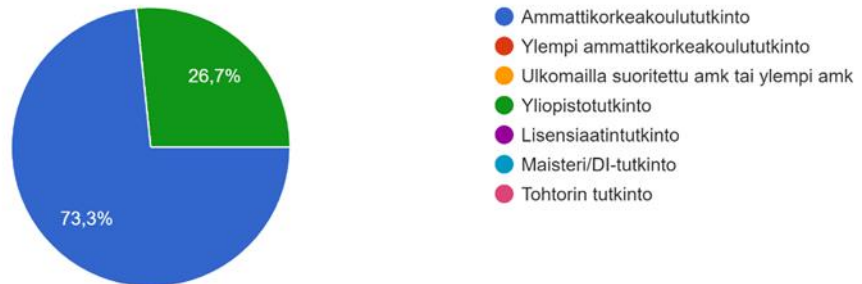 26,7%
73,3%
Ammattikorkeakoulututkinto
Ylempi ammattikorkeakoulututkinto
Ulkomailla suoritettu amk tai ylempi amk
Yliopistotutkinto
Lisensiaatintutkinto
Maisteri/DI-tutkinto
Tohtorin tutkinto